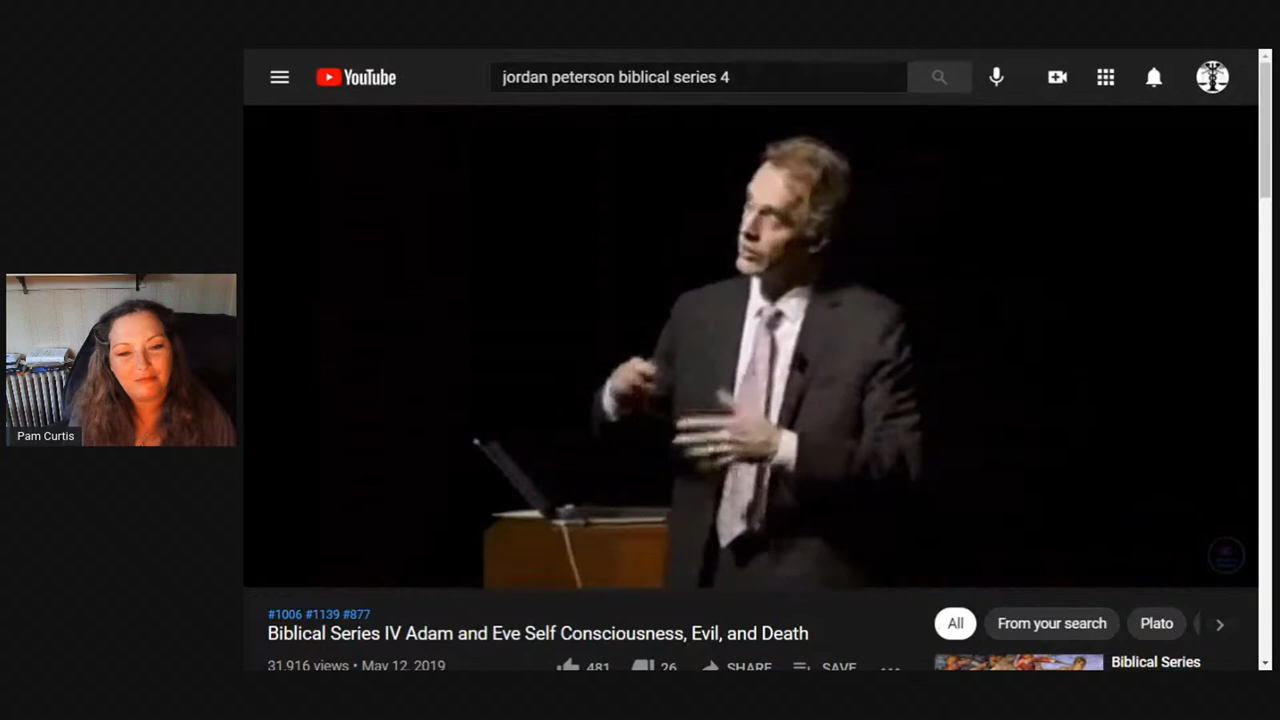 YouTube
jordan peterson biblical series 4
Pam Curtis
#1006 #1139 #877
Biblical Series IV Adam and Eve Self Consciousness, Evil, and Death
All
From your search
Plato
31,916 views • May 12, 2019
481
26
SHARE
SAVE
Biblical Series